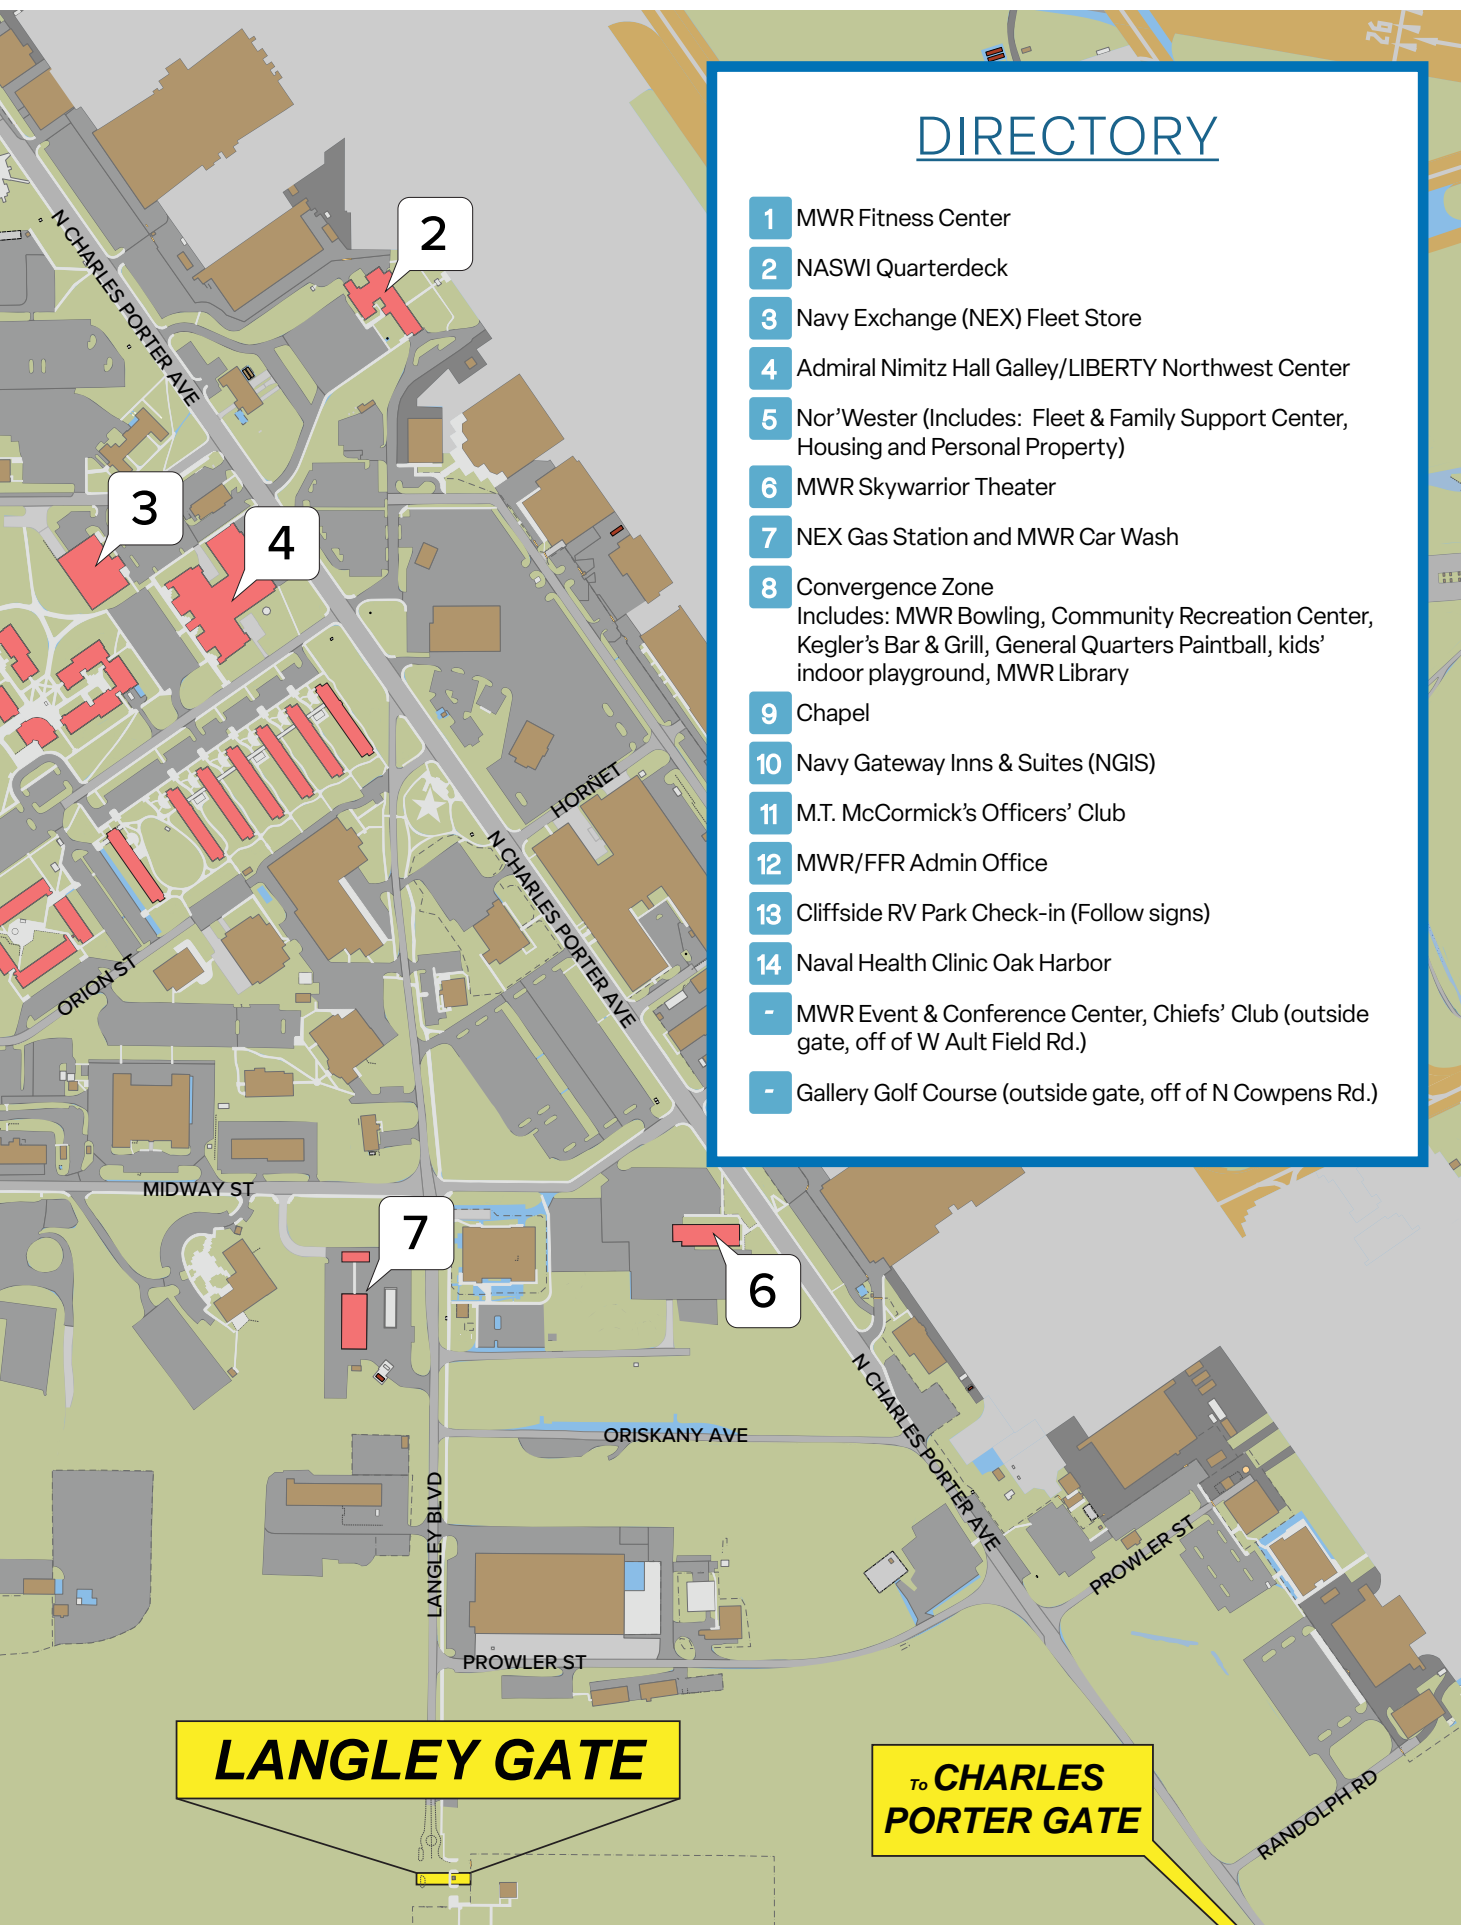 26
DIRECTORY
1 MWR Fitness Center
2 NASWI Quarterdeck
3 Navy Exchange (NEX) Fleet Store
4 Admiral Nimitz Hall Galley/LIBERTY Northwest Center
5 Nor'Wester (Includes: Fleet & Family Support Center,
Housing and Personal Property)
6 MWR Skywarrior Theater
7 NEX Gas Station and MWR Car Wash
8 Convergence Zone
Includes: MWR Bowling, Community Recreation Center,
Kegler's Bar & Grill, General Quarters Paintball, kids'
indoor playground, MWR Library
9 Chapel
10 Navy Gateway Inns & Suites (NGIS)
11 M.T. McCormick's Officers' Club
12 MWR/FFR Admin Office
13 Cliffside RV Park Check-in (Follow signs)
14 Naval Health Clinic Oak Harbor
- MWR Event & Conference Center, Chiefs' Club (outside
gate, off of W Ault Field Rd.)
- Gallery Golf Course (outside gate, off of N Cowpens Rd.)
2
N CHARLES PORTER AVE
3
4
HORNET
N CHARLES PORTER AVE
ORION ST
MIDWAY ST
7
6
N CHARLES PORTER AVE
ORISKANY AVE
LANGLEY BLVD
PROWLER ST
PROWLER ST
LANGLEY GATE
To CHARLES
PORTER GATE
RANDOLPH RD